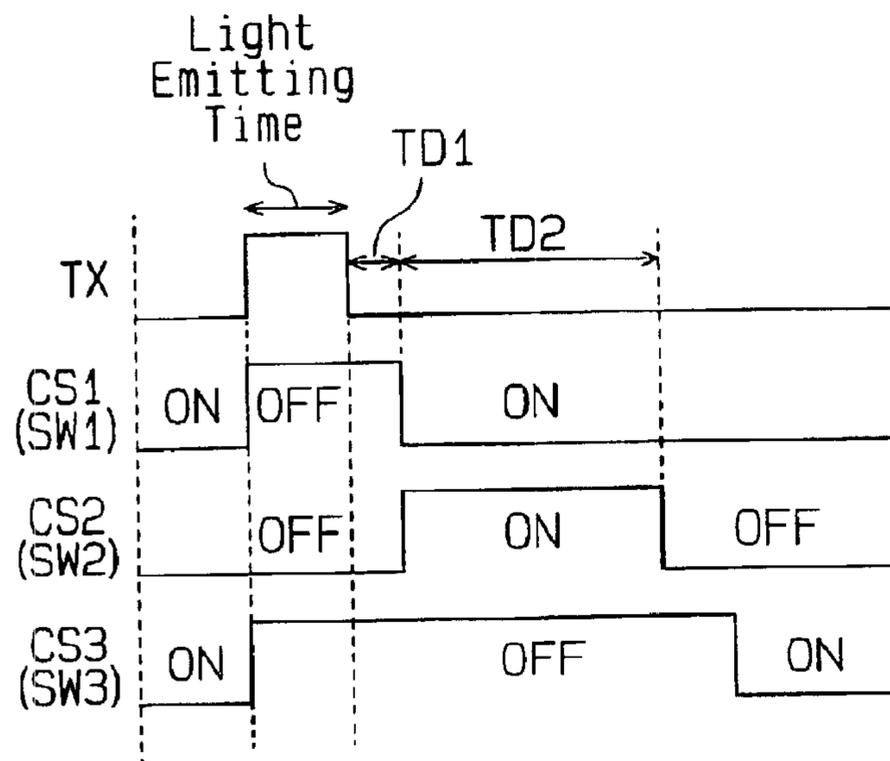 Light
Emitting
Time
TD1
TD2
TX
CS1
(SW1)
ON OFF ON
CS2
(SW2)
OFF ON OFF
CS3
(SW3)
ON OFF ON